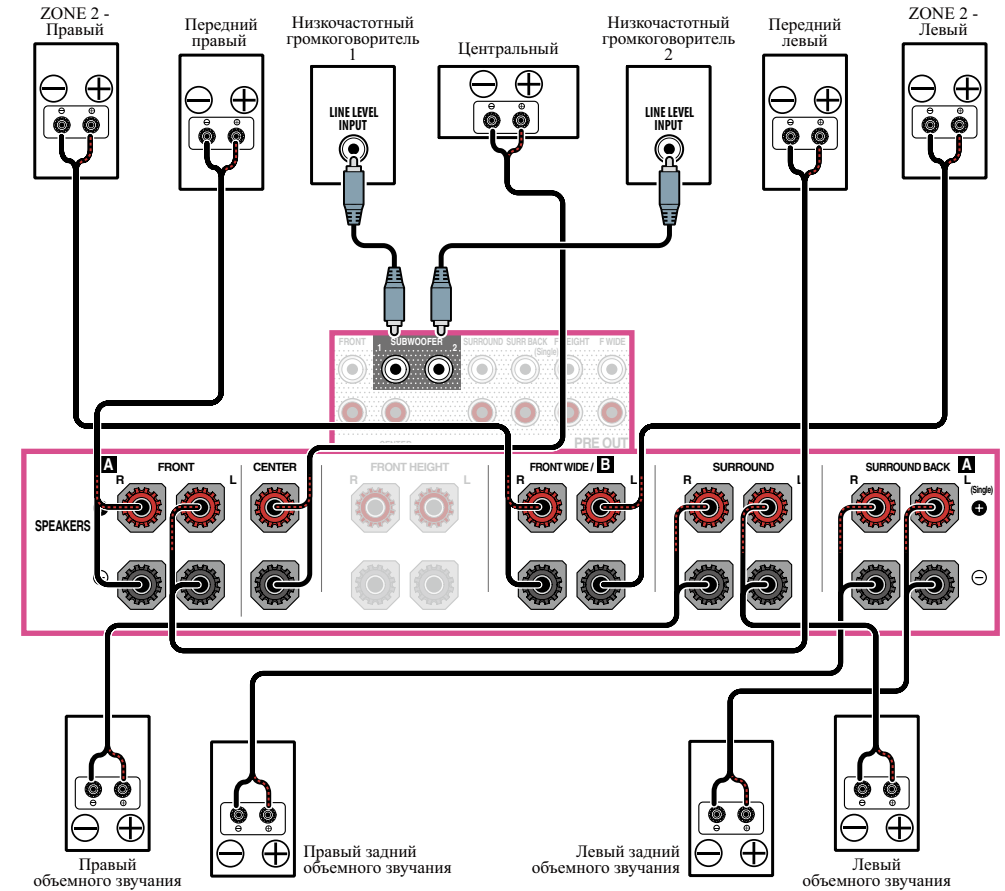 ZONE 2 -
Правый
Передний
правый
Низкочастотный
громкоговоритель
1
Центральный
Низкочастотный
громкоговоритель
2
Передний
левый
ZONE 2 -
Левый
LINE LEVEL
INPUT
LINE LEVEL
INPUT
FRONT
SUBWOOFER
SURROUND
SURR BACK
F WIDE
1
2
(Single)
PRE OUT
A
FRONT
CENTER
FRONT HEIGHT
FRONT WIDE / B
SURROUND
SURROUND BACK A
R L
R L
R L
R L
R L
(Single)
SPEAKERS
Правый
объемного звучания
Правый задний
объемного звучания
Левый задний
объемного звучания
Левый
объемного звучания